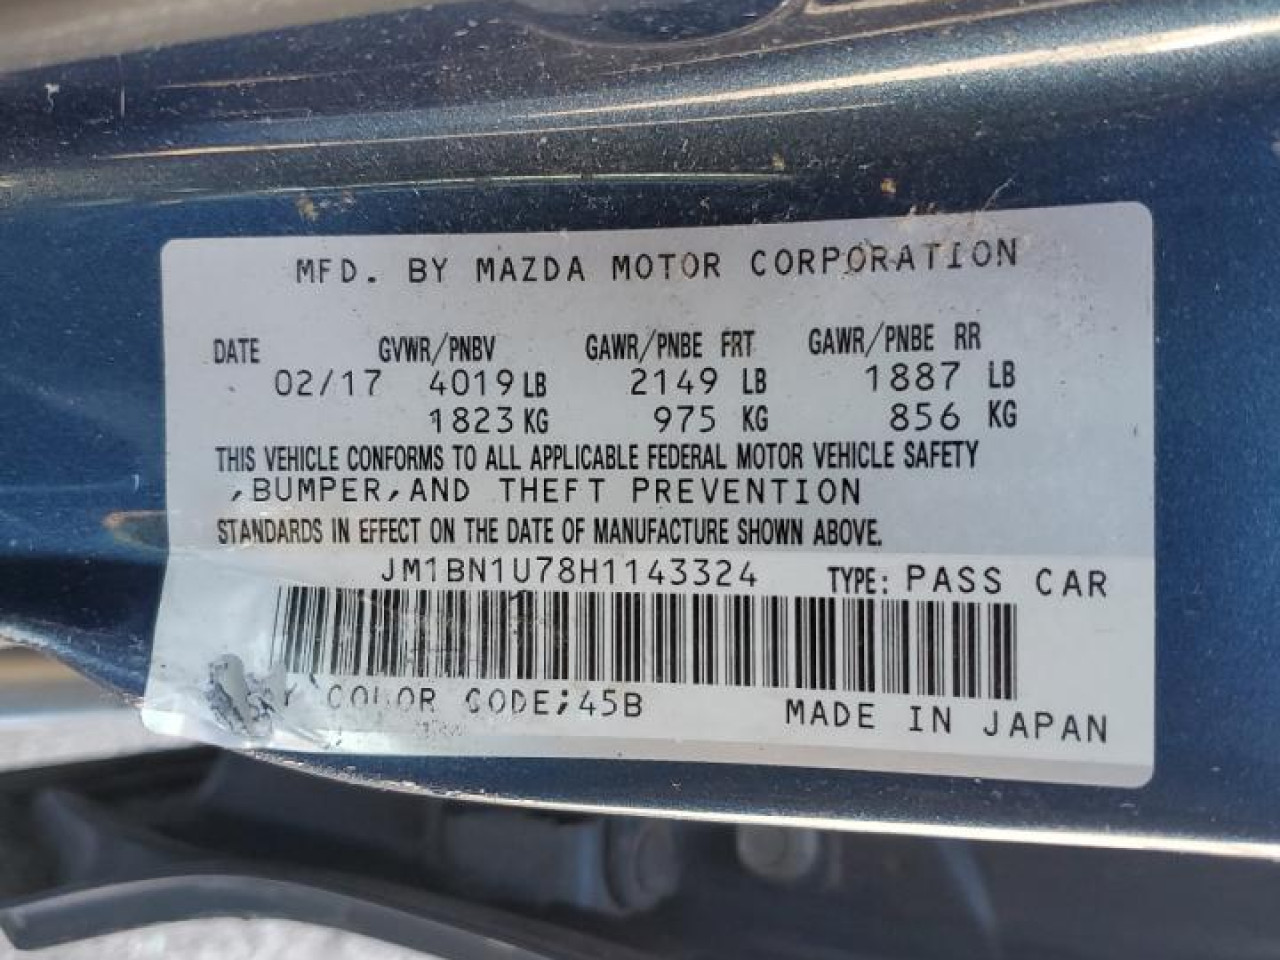 MFD. BY MAZDA MOTOR CORPORATION
DATE GVWR/PNBV GAWR/PNBE FRT GAWR/PNBE RR
02/17 4019 LB 2149 LB 1887 LB
1823 KG 975 KG 856 KG
THIS VEHICLE CONFORMS TO ALL APPLICABLE FEDERAL MOTOR VEHICLE SAFETY
,BUMPER,AND THEFT PREVENTION
STANDARDS IN EFFECT ON THE DATE OF MANUFACTURE SHOWN ABOVE.
JM1BN1U78H1143324 TYPE: PASS CAR
COLOR CODE;45B MADE IN JAPAN